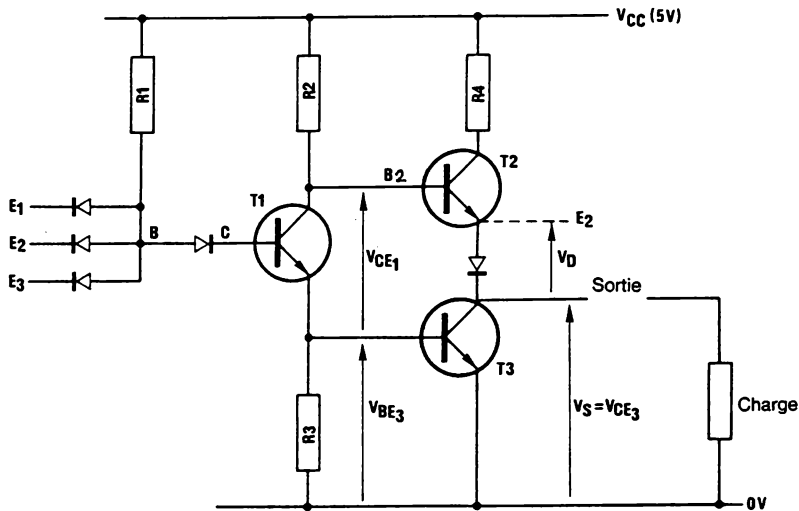 VCC (5V)
R1
R2
R4
T2
B2
E1
T1
E2
E2
B
C
VCE1
VD
E3
Sortie
T3
VBE3
VS=VCE3
Charge
R3
0V